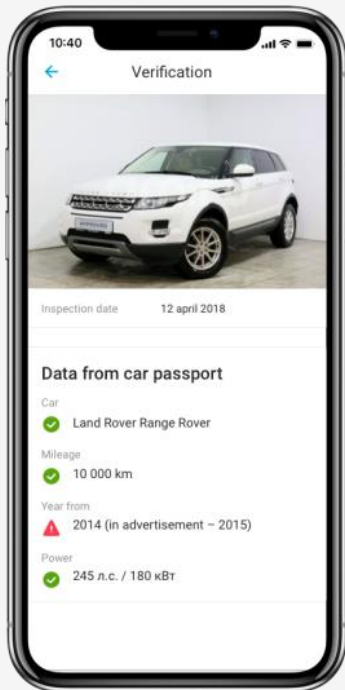 10:40
Verification
APPROVED
Inspection date 12 april 2018
Data from car passport
Car
Land Rover Range Rover
Mileage
10 000 km
Year from
2014 (in advertisement – 2015)
Power
245 л.с. / 180 кВт